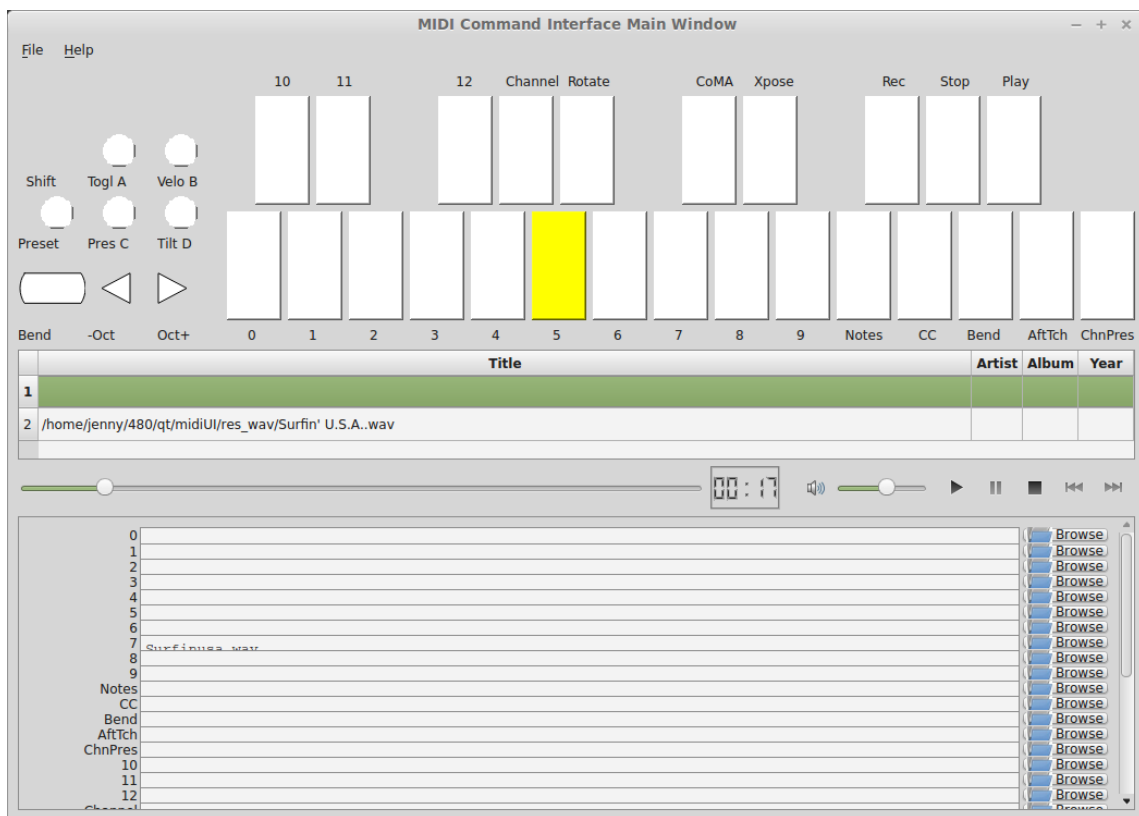 MIDI Command Interface Main Window
File Help
10 11 12 Channel Rotate CoMA Xpose Rec Stop Play
Shift Togl A Velo B
Preset Pres C Tilt D
Bend -Oct Oct+ 0 1 2 3 4 5 6 7 8 9 Notes CC Bend AftTch ChnPres
Title Artist Album Year
1
2 /home/jenny/480/qt/midiUI/res_wav/Surfin' U.S.A..wav
00:17
0 Browse
1 Browse
2 Browse
3 Browse
4 Browse
5 Browse
6 Browse
7 Surfinusa.wav Browse
8 Browse
9 Browse
Notes Browse
CC Browse
Bend Browse
AftTch Browse
ChnPres Browse
10 Browse
11 Browse
12 Browse
Channel Browse